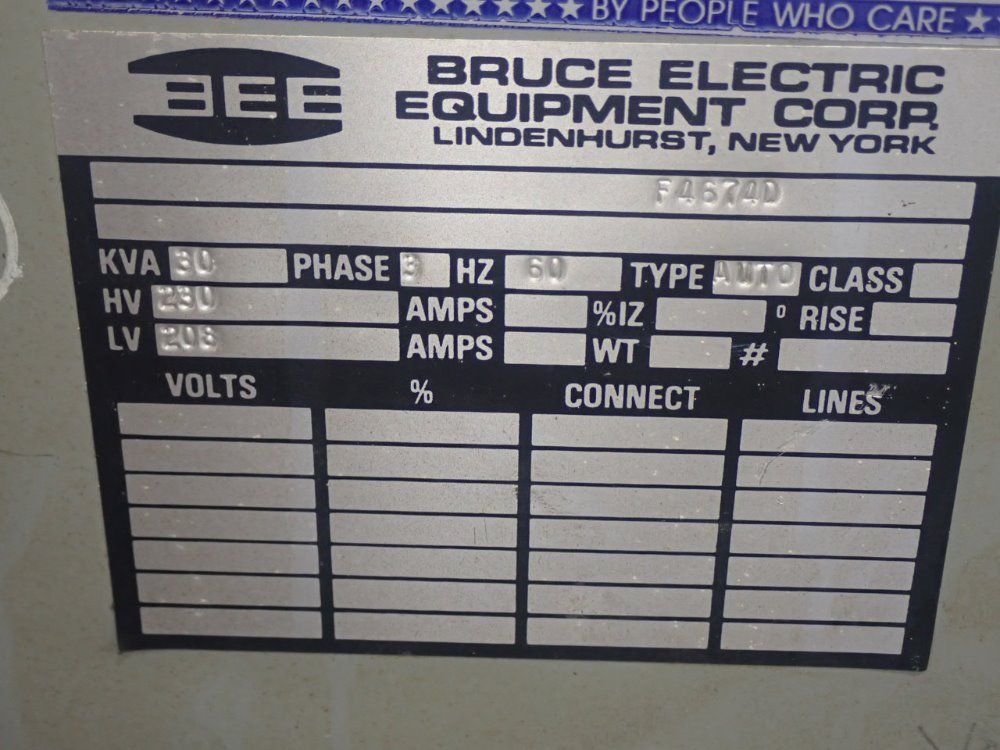 ★★★★★★★★★★★★★★ BY PEOPLE WHO CARE ★
BEE
BRUCE ELECTRIC
EQUIPMENT CORP.
LINDENHURST, NEW YORK
F4674D
KVA 30 PHASE 3 HZ 60 TYPE AUTO CLASS
HV 230 AMPS %IZ ° RISE
LV 208 AMPS WT #
VOLTS % CONNECT LINES